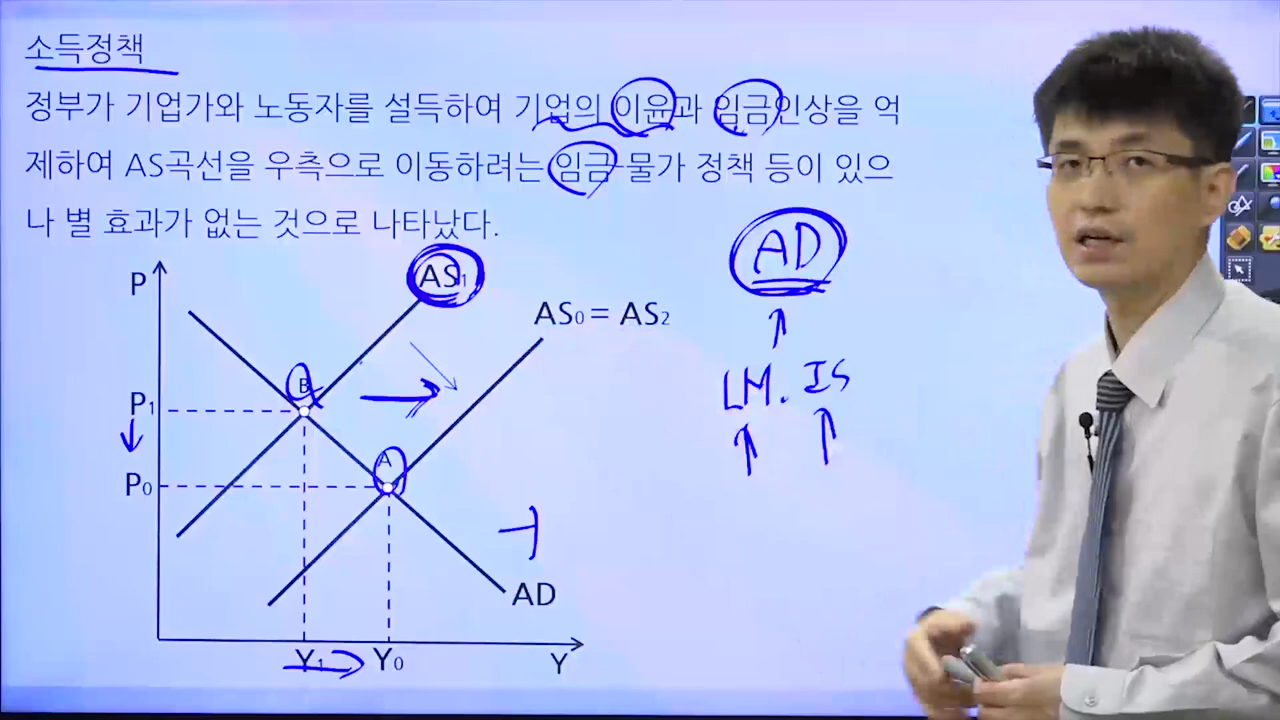 소득정책
정부가 기업가와 노동자를 설득하여 기업의 이윤과 임금인상을 억
제하여 AS곡선을 우측으로 이동하려는 임금-물가 정책 등이 있으
나 별 효과가 없는 것으로 나타났다.
AD
P
AS₁
AS₀ = AS₂
LM. IS
B
P₁
A
P₀
AD
Y₁
Y₀
Y